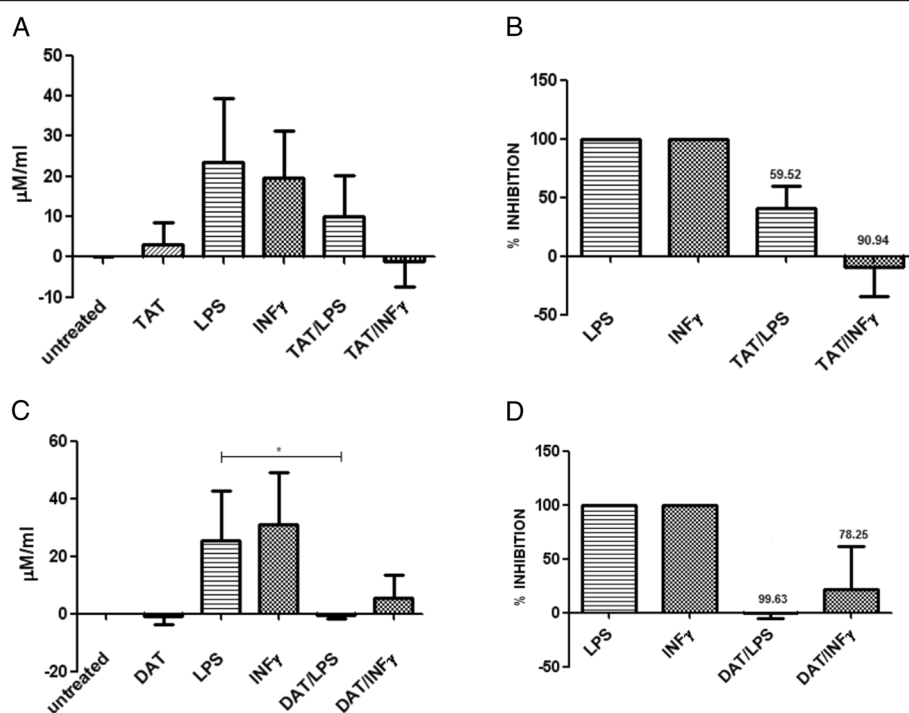 A
50
40
30
20
10
0
-10
µM/ml
untreated
TAT
LPS
INFγ
TAT/LPS
TAT/INFγ
B
150
100
50
0
-50
% INHIBITION
59.52
90.94
LPS
INFγ
TAT/LPS
TAT/INFγ
C
60
40
20
0
-20
µM/ml
*
untreated
DAT
LPS
INFγ
DAT/LPS
DAT/INFγ
D
150
100
50
0
-50
% INHIBITION
99.63
78.25
LPS
INFγ
DAT/LPS
DAT/INFγ